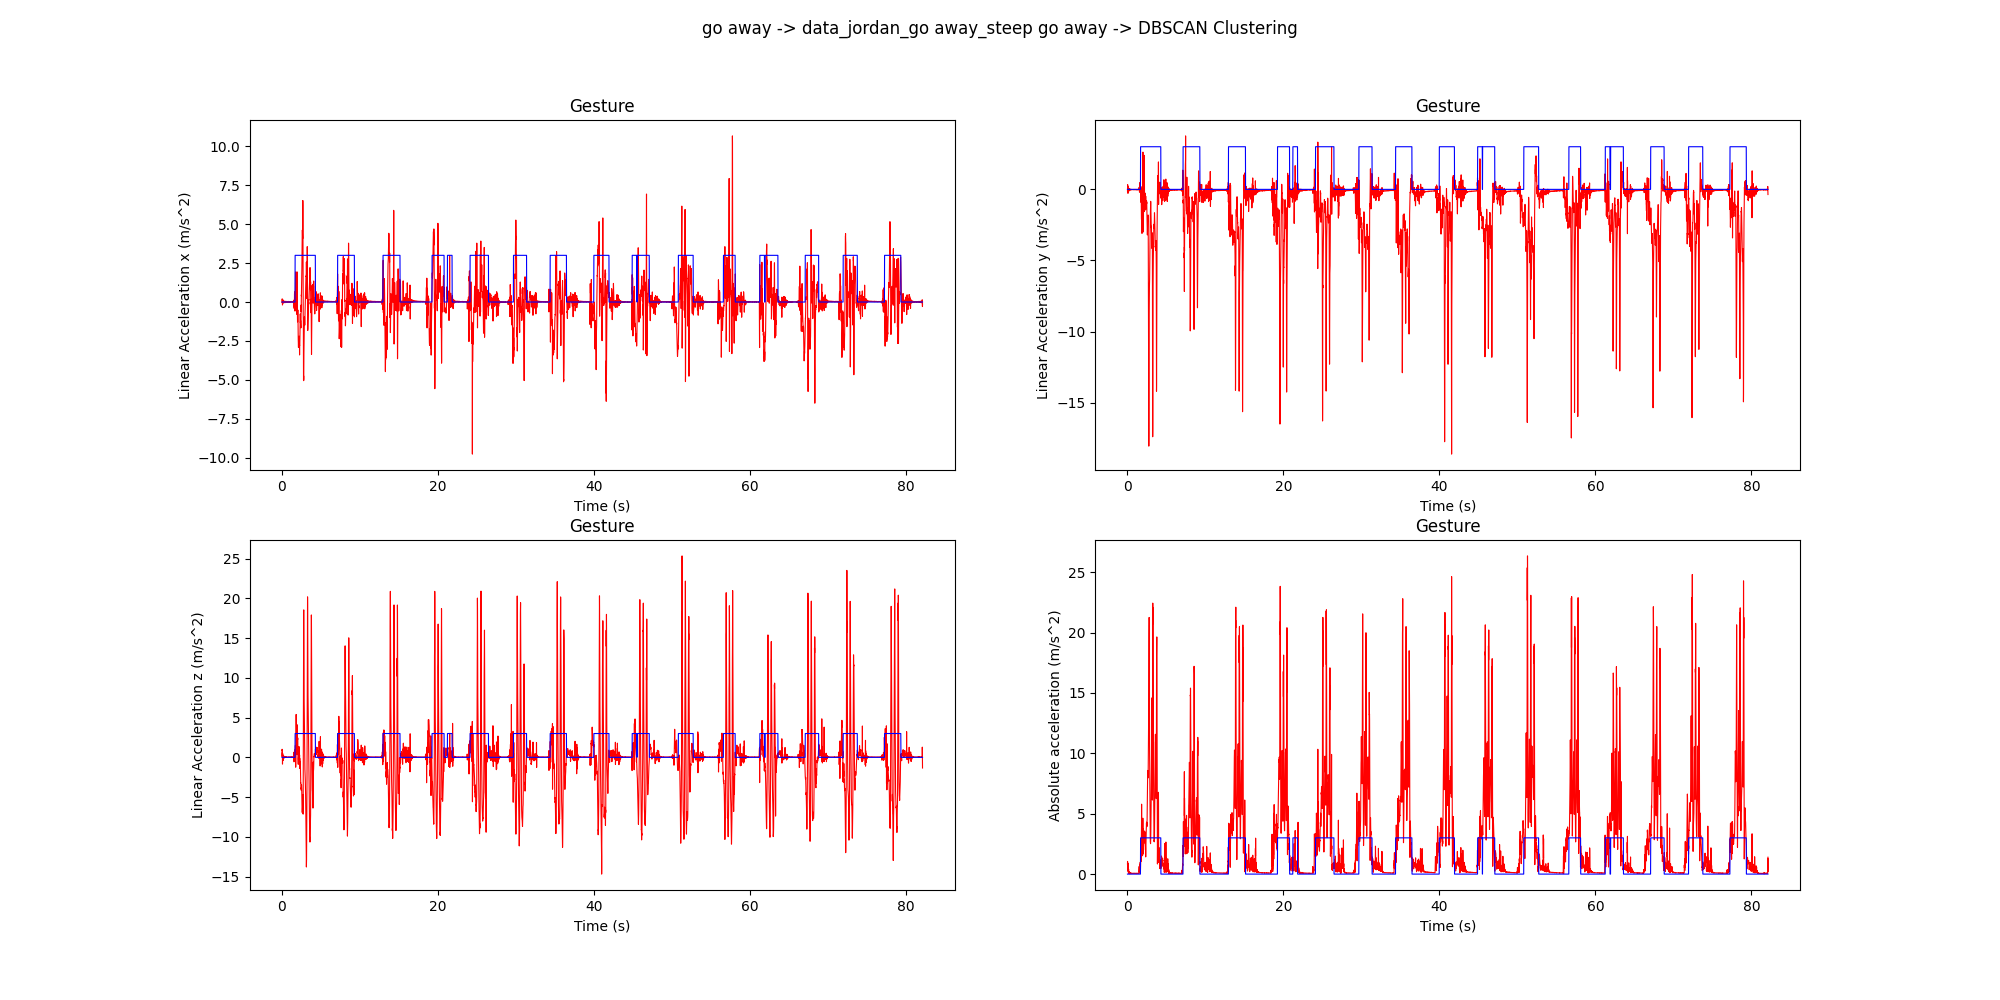 go away -> data_jordan_go away_steep go away -> DBSCAN Clustering
Gesture
Linear Acceleration x (m/s^2)
10.0
7.5
5.0
2.5
0.0
−2.5
−5.0
−7.5
−10.0
0 20 40 60 80
Time (s)
Gesture
Linear Acceleration y (m/s^2)
0
−5
−10
−15
0 20 40 60 80
Time (s)
Gesture
Linear Acceleration z (m/s^2)
25
20
15
10
5
0
−5
−10
−15
0 20 40 60 80
Time (s)
Gesture
Absolute acceleration (m/s^2)
25
20
15
10
5
0
0 20 40 60 80
Time (s)